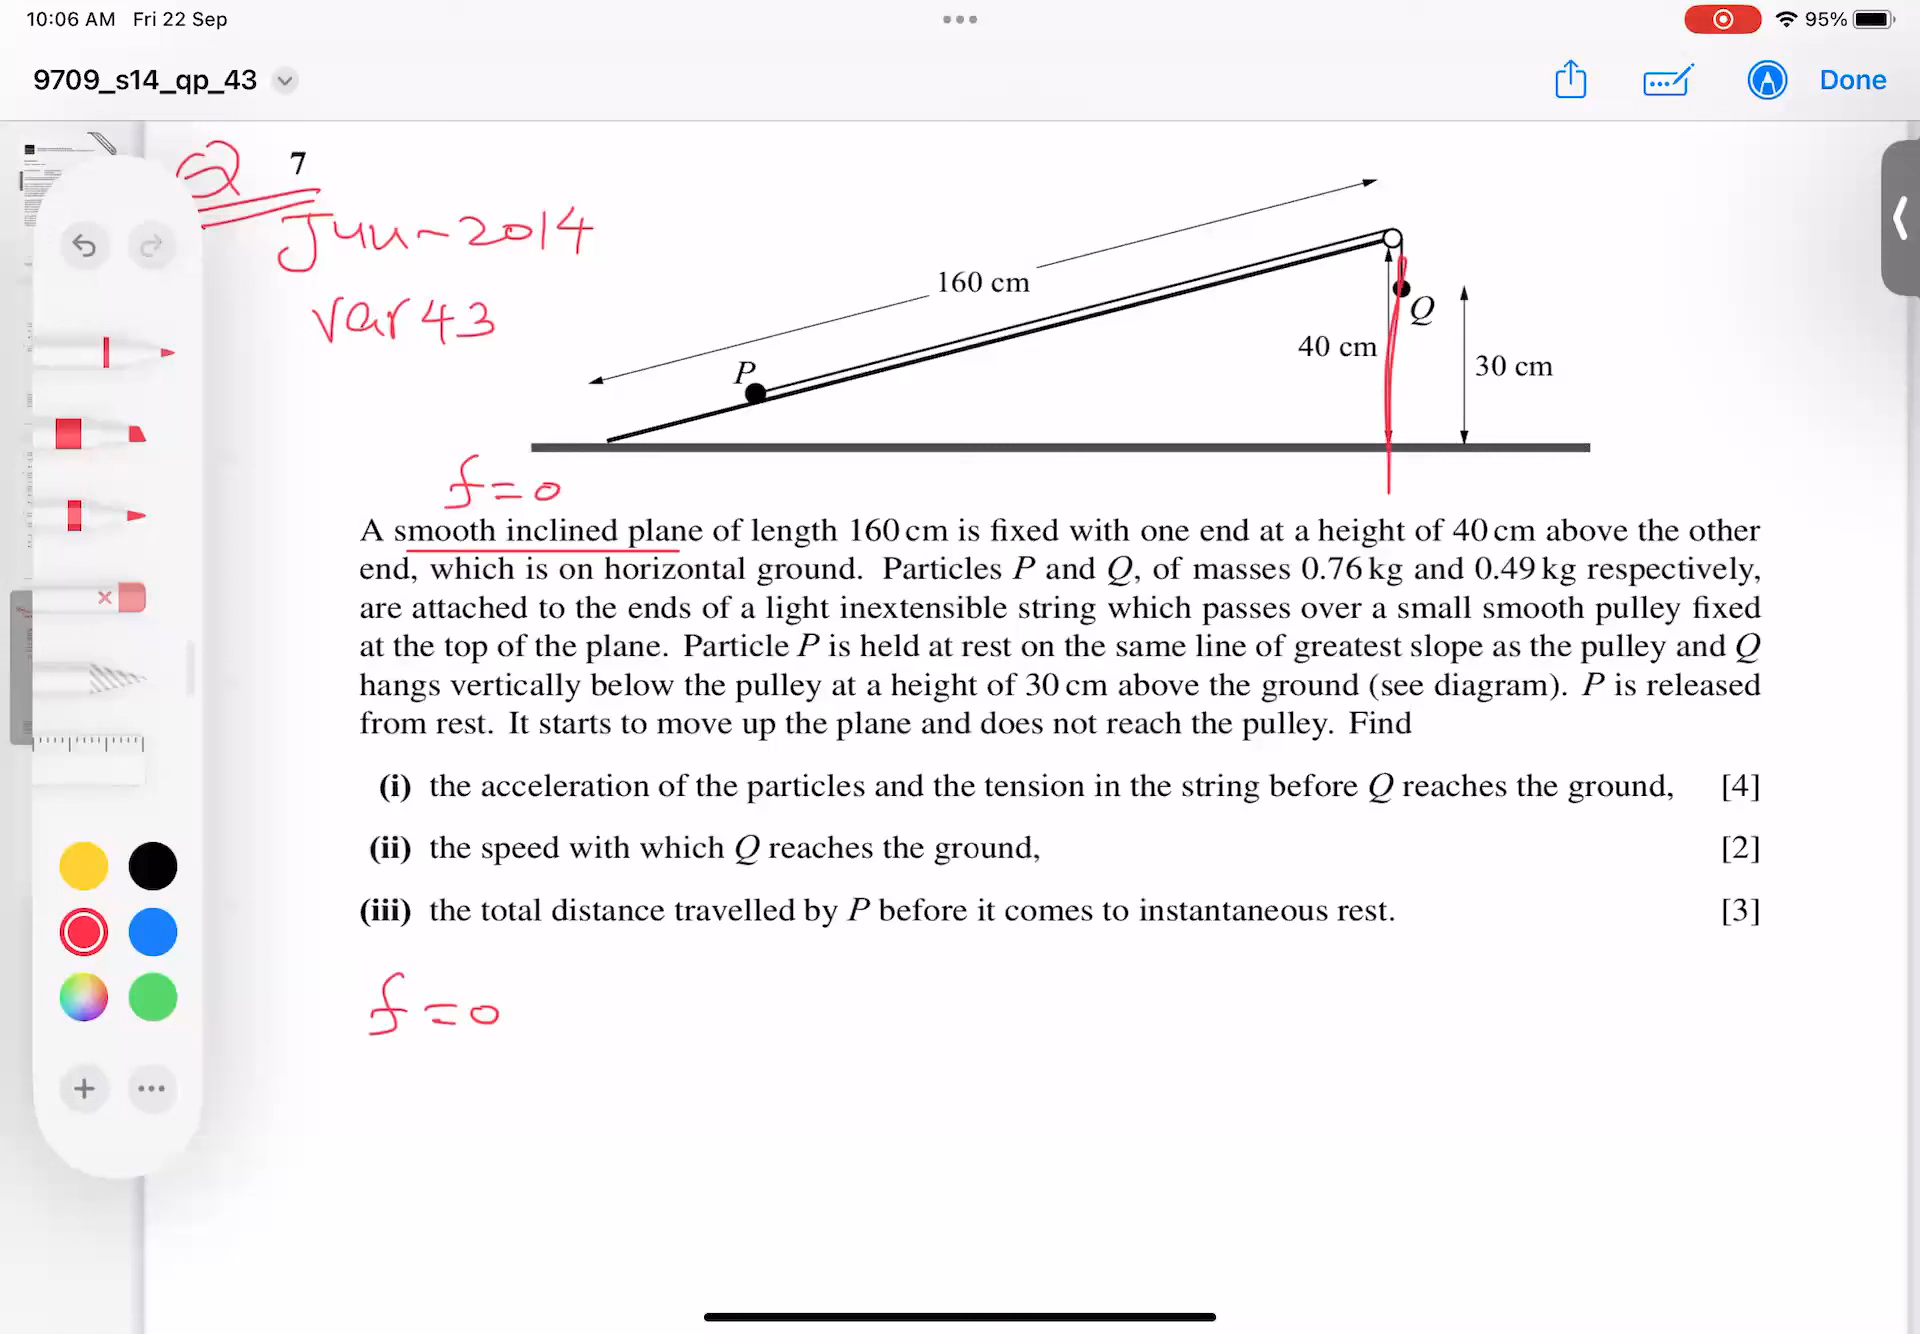 10:06 AM Fri 22 Sep
95%
9709_s14_qp_43
Done
Q 7
Jun-2014
var 43
160 cm
P
Q
40 cm
30 cm
f=0
A smooth inclined plane of length 160 cm is fixed with one end at a height of 40 cm above the other
end, which is on horizontal ground. Particles P and Q, of masses 0.76 kg and 0.49 kg respectively,
are attached to the ends of a light inextensible string which passes over a small smooth pulley fixed
at the top of the plane. Particle P is held at rest on the same line of greatest slope as the pulley and Q
hangs vertically below the pulley at a height of 30 cm above the ground (see diagram). P is released
from rest. It starts to move up the plane and does not reach the pulley. Find
(i) the acceleration of the particles and the tension in the string before Q reaches the ground, [4]
(ii) the speed with which Q reaches the ground, [2]
(iii) the total distance travelled by P before it comes to instantaneous rest. [3]
f=0